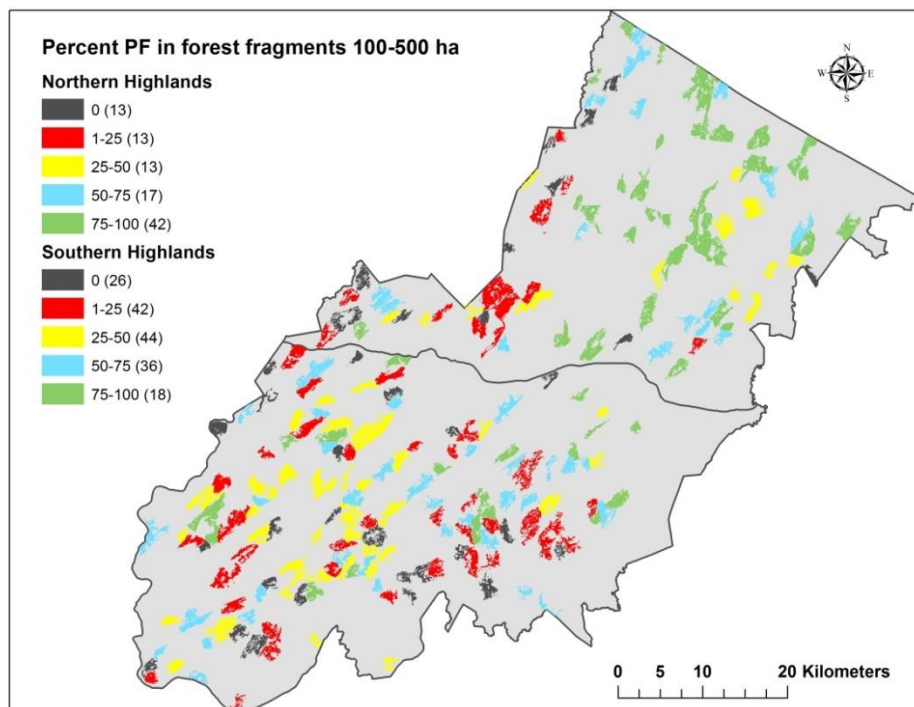 Percent PF in forest fragments 100-500 ha
Northern Highlands
0 (13)
1-25 (13)
25-50 (13)
50-75 (17)
75-100 (42)
Southern Highlands
0 (26)
1-25 (42)
25-50 (44)
50-75 (36)
75-100 (18)
N
W E
S
0 5 10 20 Kilometers